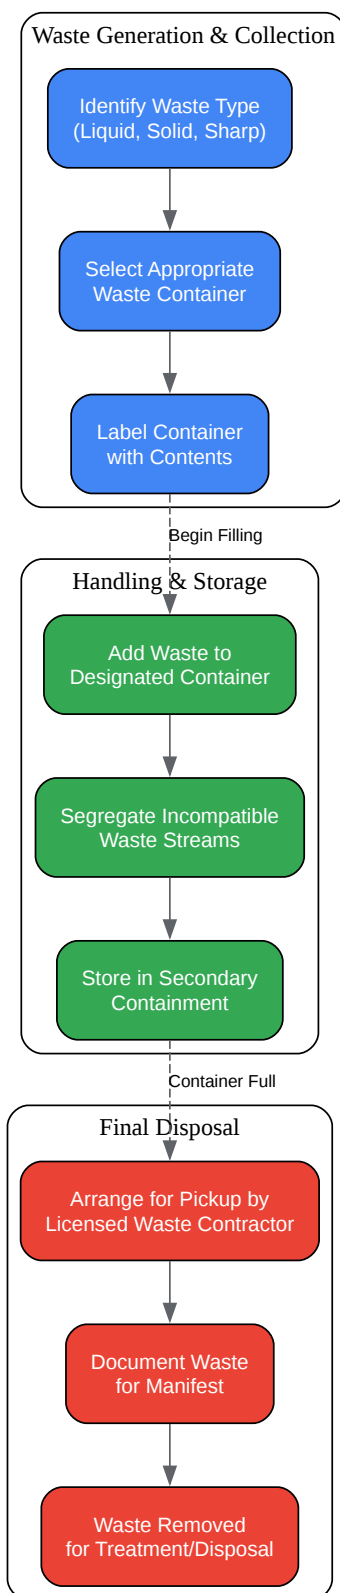 Waste Generation & Collection
Identify Waste Type
(Liquid, Solid, Sharp)
Select Appropriate
Waste Container
Label Container
with Contents
Begin Filling
Handling & Storage
Add Waste to
Designated Container
Segregate Incompatible
Waste Streams
Store in Secondary
Containment
Container Full
Final Disposal
Arrange for Pickup by
Licensed Waste Contractor
Document Waste
for Manifest
Waste Removed
for Treatment/Disposal